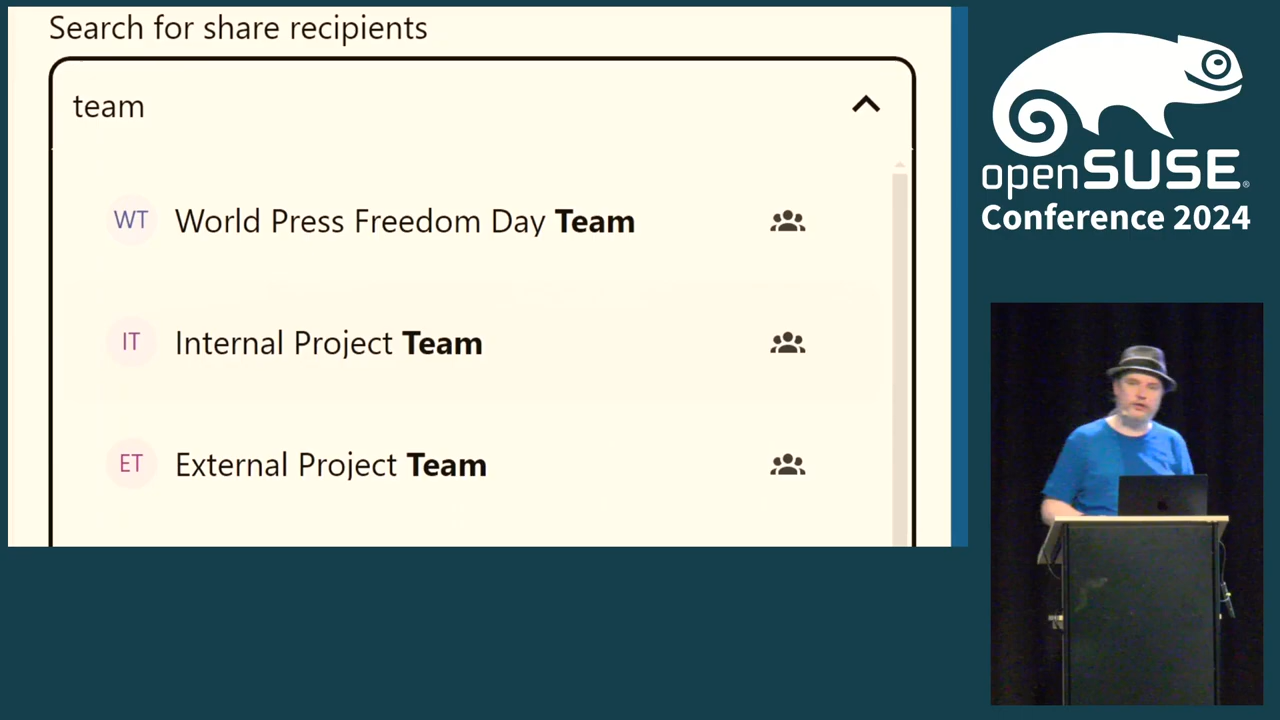 Search for share recipients
team
WT World Press Freedom Day Team
IT Internal Project Team
ET External Project Team
openSUSE®
Conference 2024